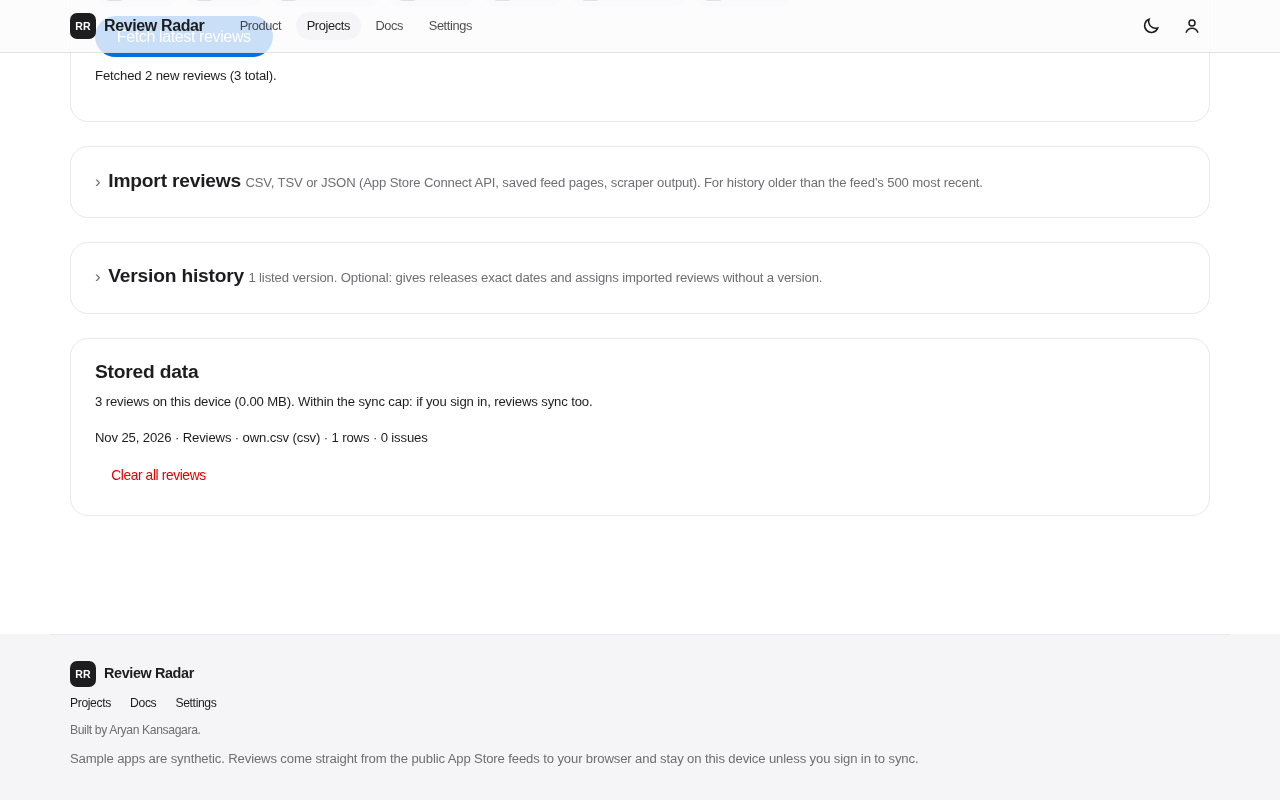 RR Review Radar Product Projects Docs Settings
Fetch latest reviews
Fetched 2 new reviews (3 total).
› Import reviews CSV, TSV or JSON (App Store Connect API, saved feed pages, scraper output). For history older than the feed's 500 most recent.
› Version history 1 listed version. Optional: gives releases exact dates and assigns imported reviews without a version.
Stored data
3 reviews on this device (0.00 MB). Within the sync cap: if you sign in, reviews sync too.
Nov 25, 2026 · Reviews · own.csv (csv) · 1 rows · 0 issues
Clear all reviews
RR Review Radar
Projects Docs Settings
Built by Aryan Kansagara.
Sample apps are synthetic. Reviews come straight from the public App Store feeds to your browser and stay on this device unless you sign in to sync.